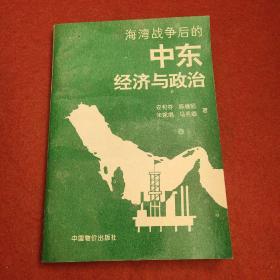 海湾战争后的
中东
经济与政治
著
中国物价出版社